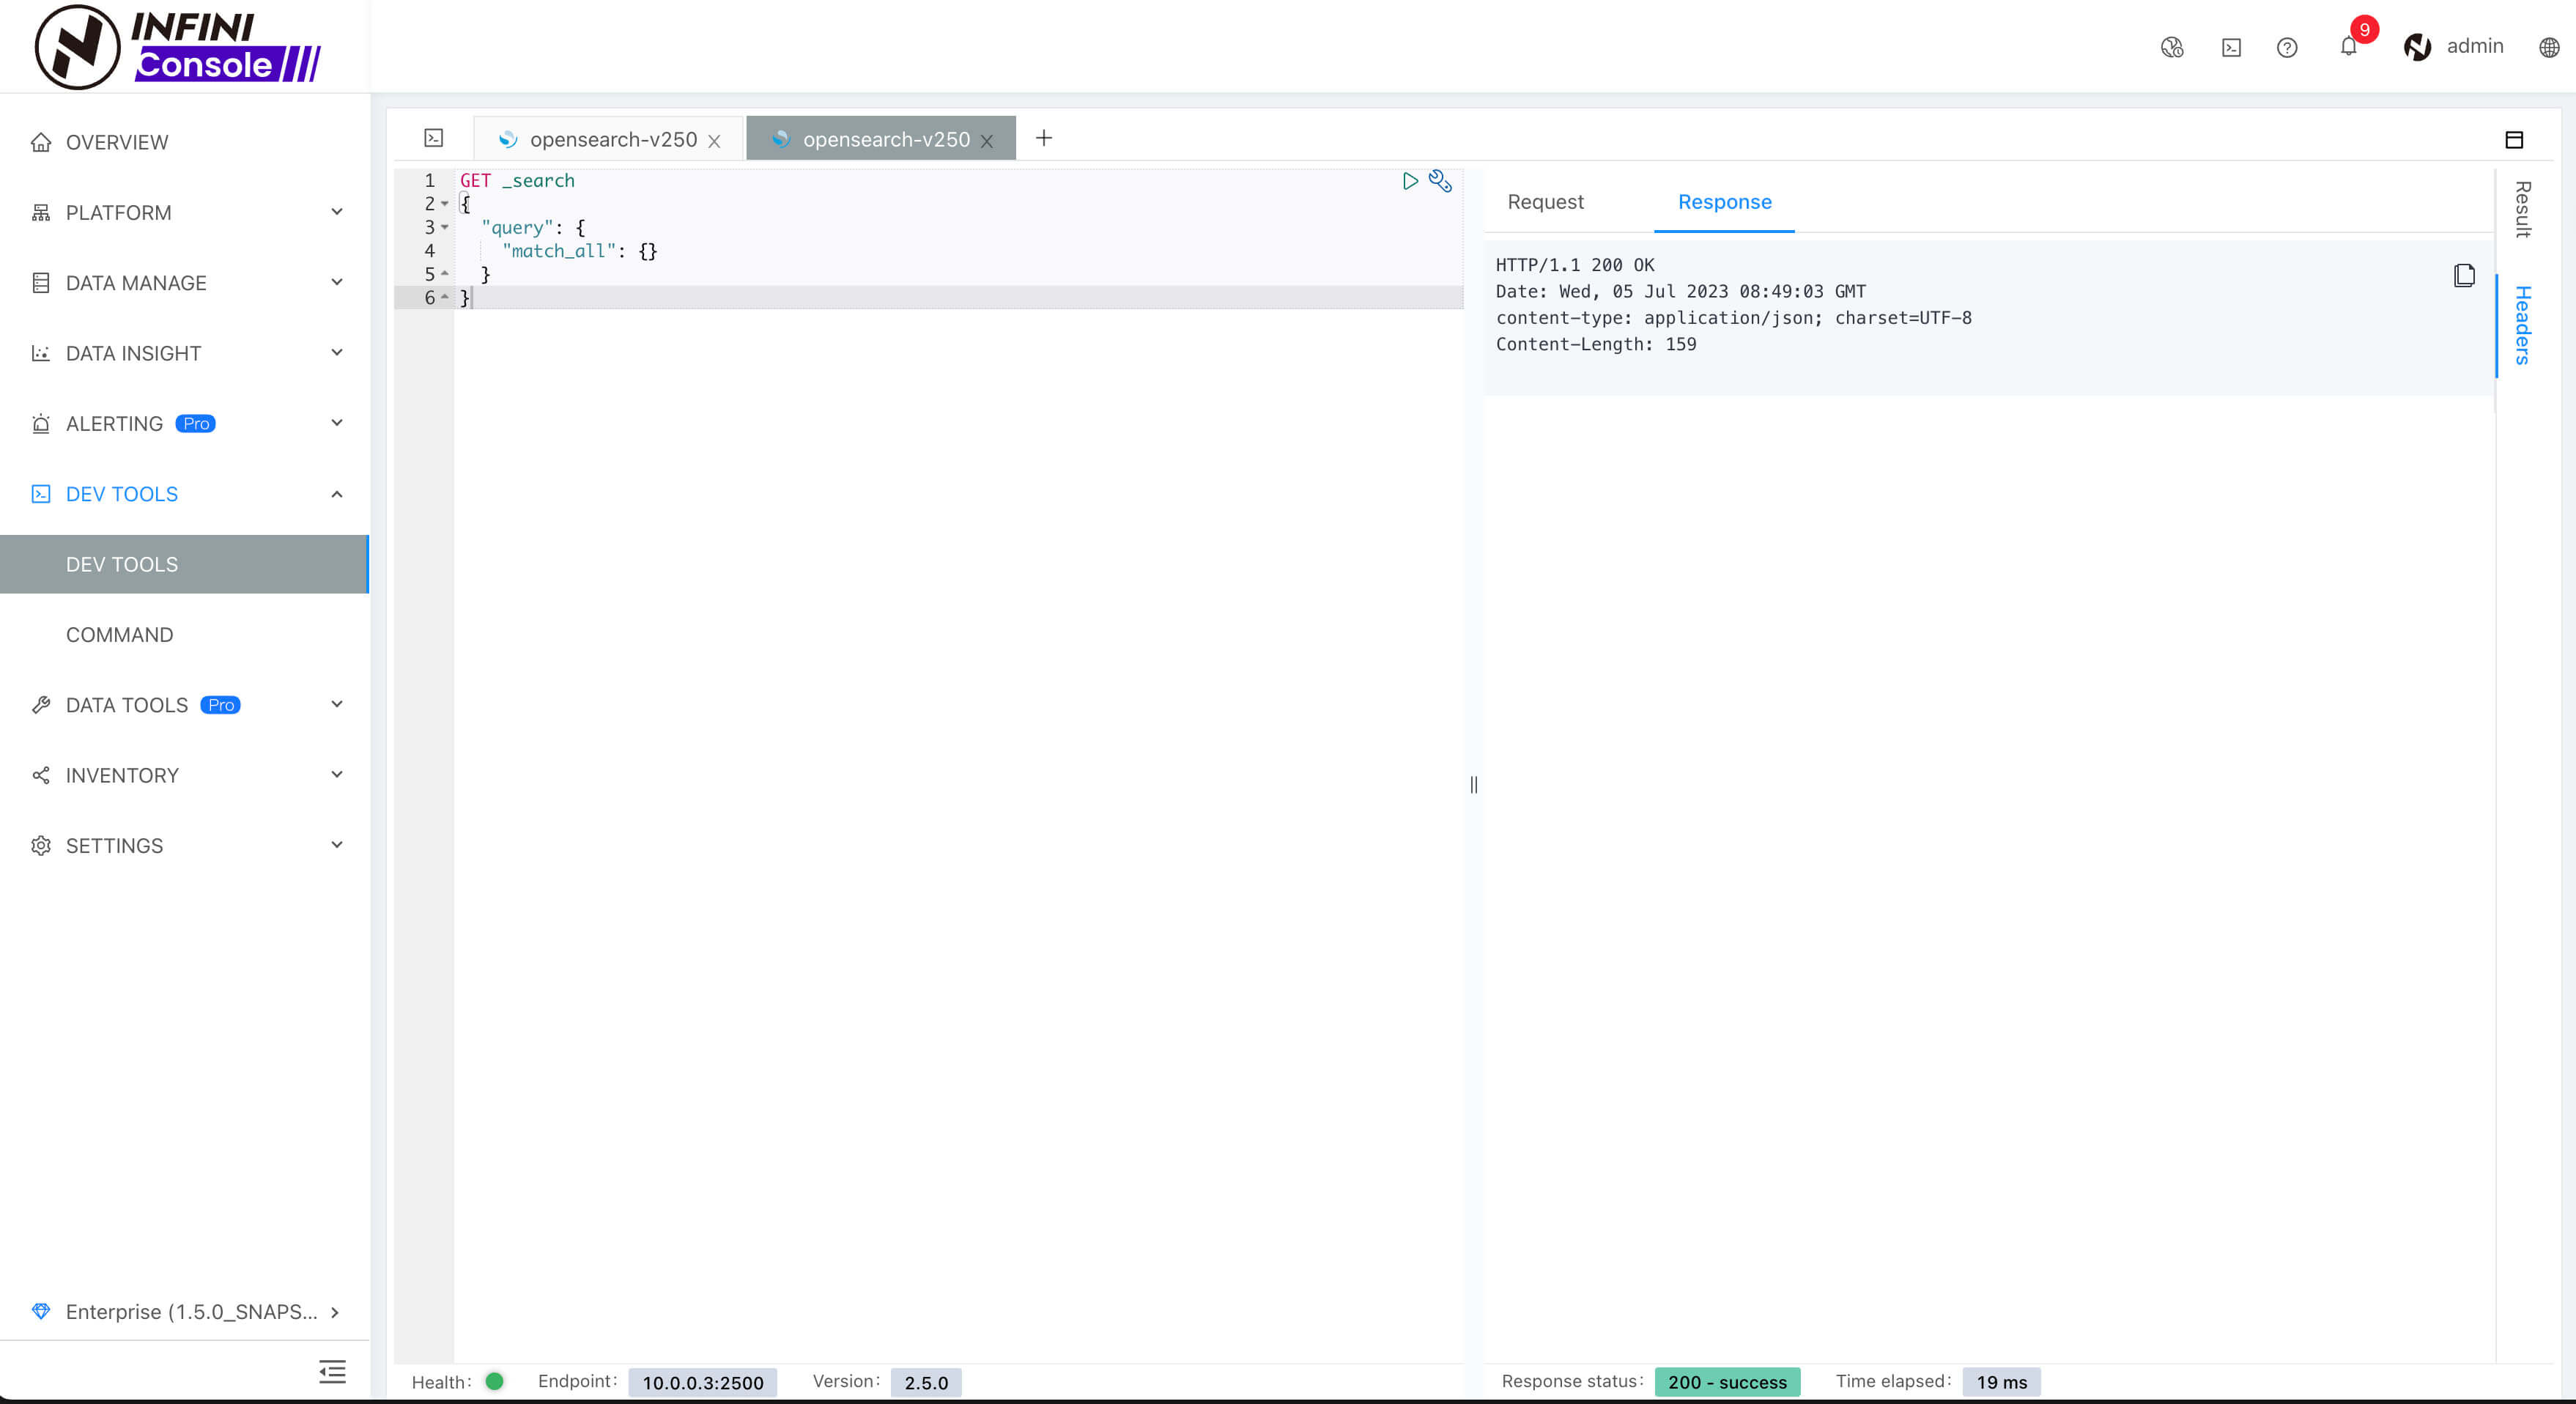 INFINI
Console
9
admin
OVERVIEW
PLATFORM
DATA MANAGE
DATA INSIGHT
ALERTING Pro
DEV TOOLS
DEV TOOLS
COMMAND
DATA TOOLS Pro
INVENTORY
SETTINGS
Enterprise (1.5.0_SNAPS...
opensearch-v250
opensearch-v250
1 GET _search
2 {
3 "query": {
4 "match_all": {}
5 }
6 }
Request
Response
HTTP/1.1 200 OK
Date: Wed, 05 Jul 2023 08:49:03 GMT
content-type: application/json; charset=UTF-8
Content-Length: 159
Result
Headers
Health: Endpoint: 10.0.0.3:2500 Version: 2.5.0
Response status: 200 - success Time elapsed: 19 ms